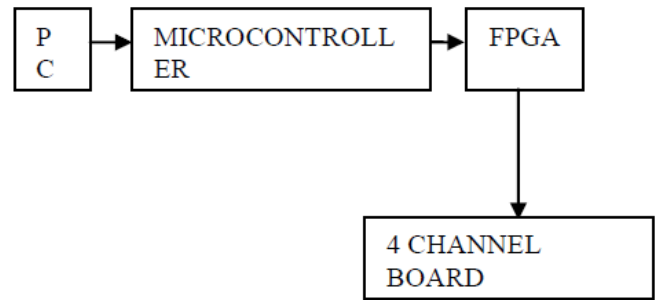 P
C
MICROCONTROLL
ER
FPGA
4 CHANNEL
BOARD